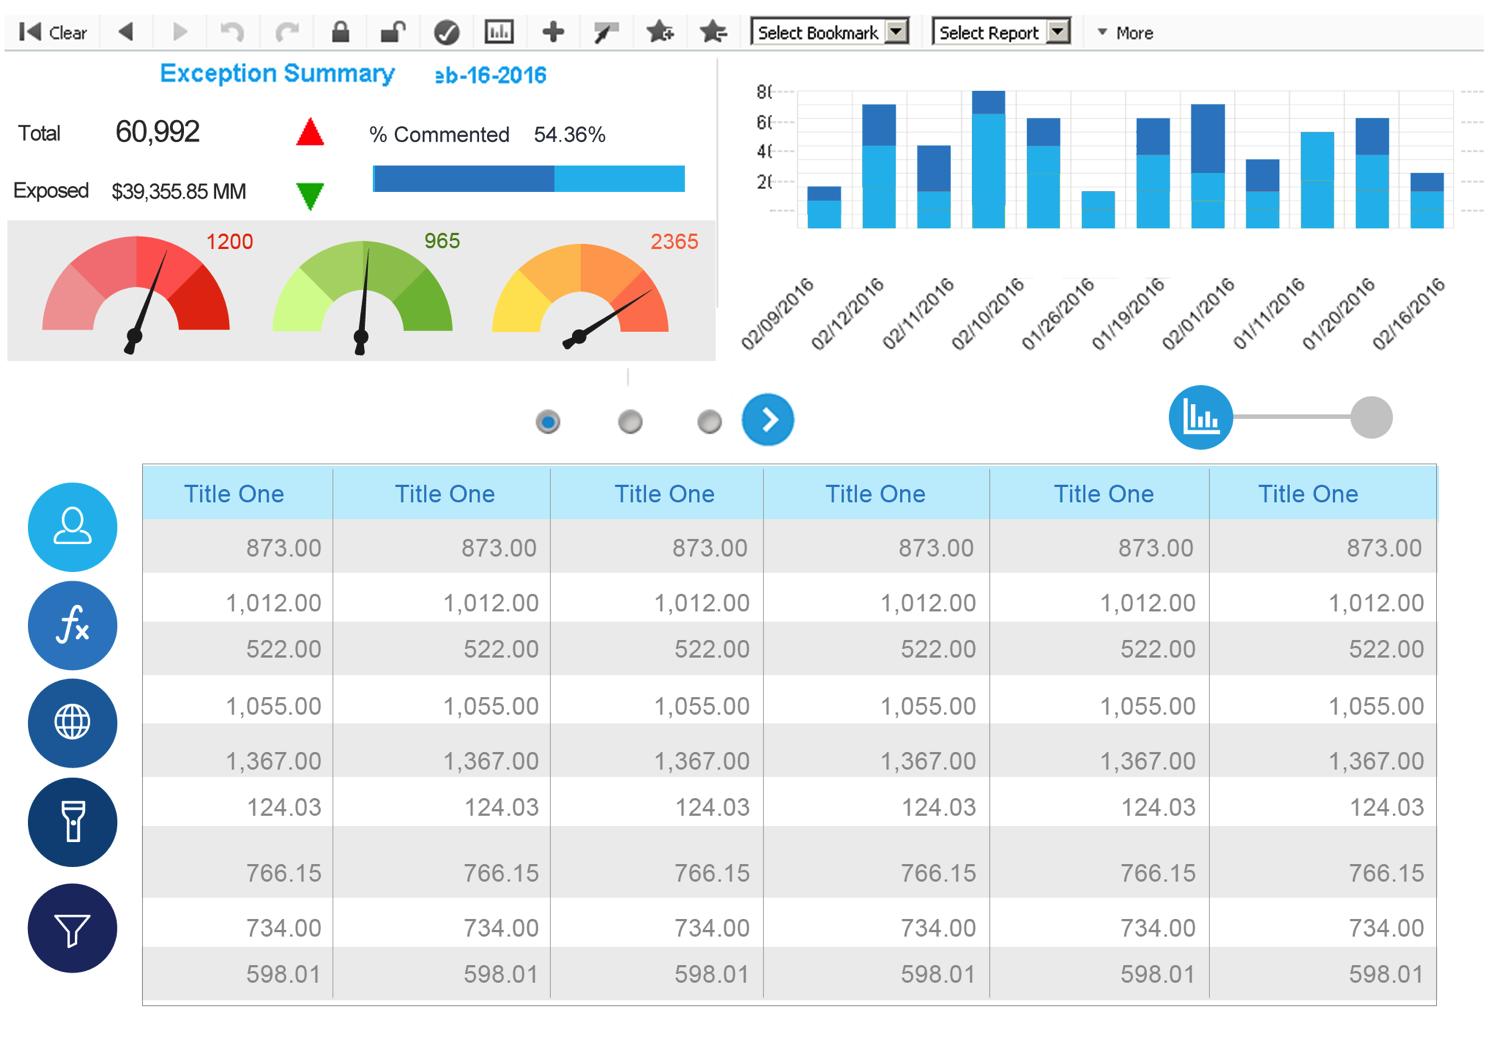 Clear
Select Bookmark
Select Report
More
Exception Summary eb-16-2016
Total 60,992
% Commented 54.36%
Exposed $39,355.85 MM
1200
965
2365
02/09/2016
02/12/2016
02/11/2016
02/10/2016
01/26/2016
01/19/2016
02/01/2016
01/11/2016
01/20/2016
02/16/2016
fx
Title One Title One Title One Title One Title One Title One
873.00 873.00 873.00 873.00 873.00 873.00
1,012.00 1,012.00 1,012.00 1,012.00 1,012.00 1,012.00
522.00 522.00 522.00 522.00 522.00 522.00
1,055.00 1,055.00 1,055.00 1,055.00 1,055.00 1,055.00
1,367.00 1,367.00 1,367.00 1,367.00 1,367.00 1,367.00
124.03 124.03 124.03 124.03 124.03 124.03
766.15 766.15 766.15 766.15 766.15 766.15
734.00 734.00 734.00 734.00 734.00 734.00
598.01 598.01 598.01 598.01 598.01 598.01